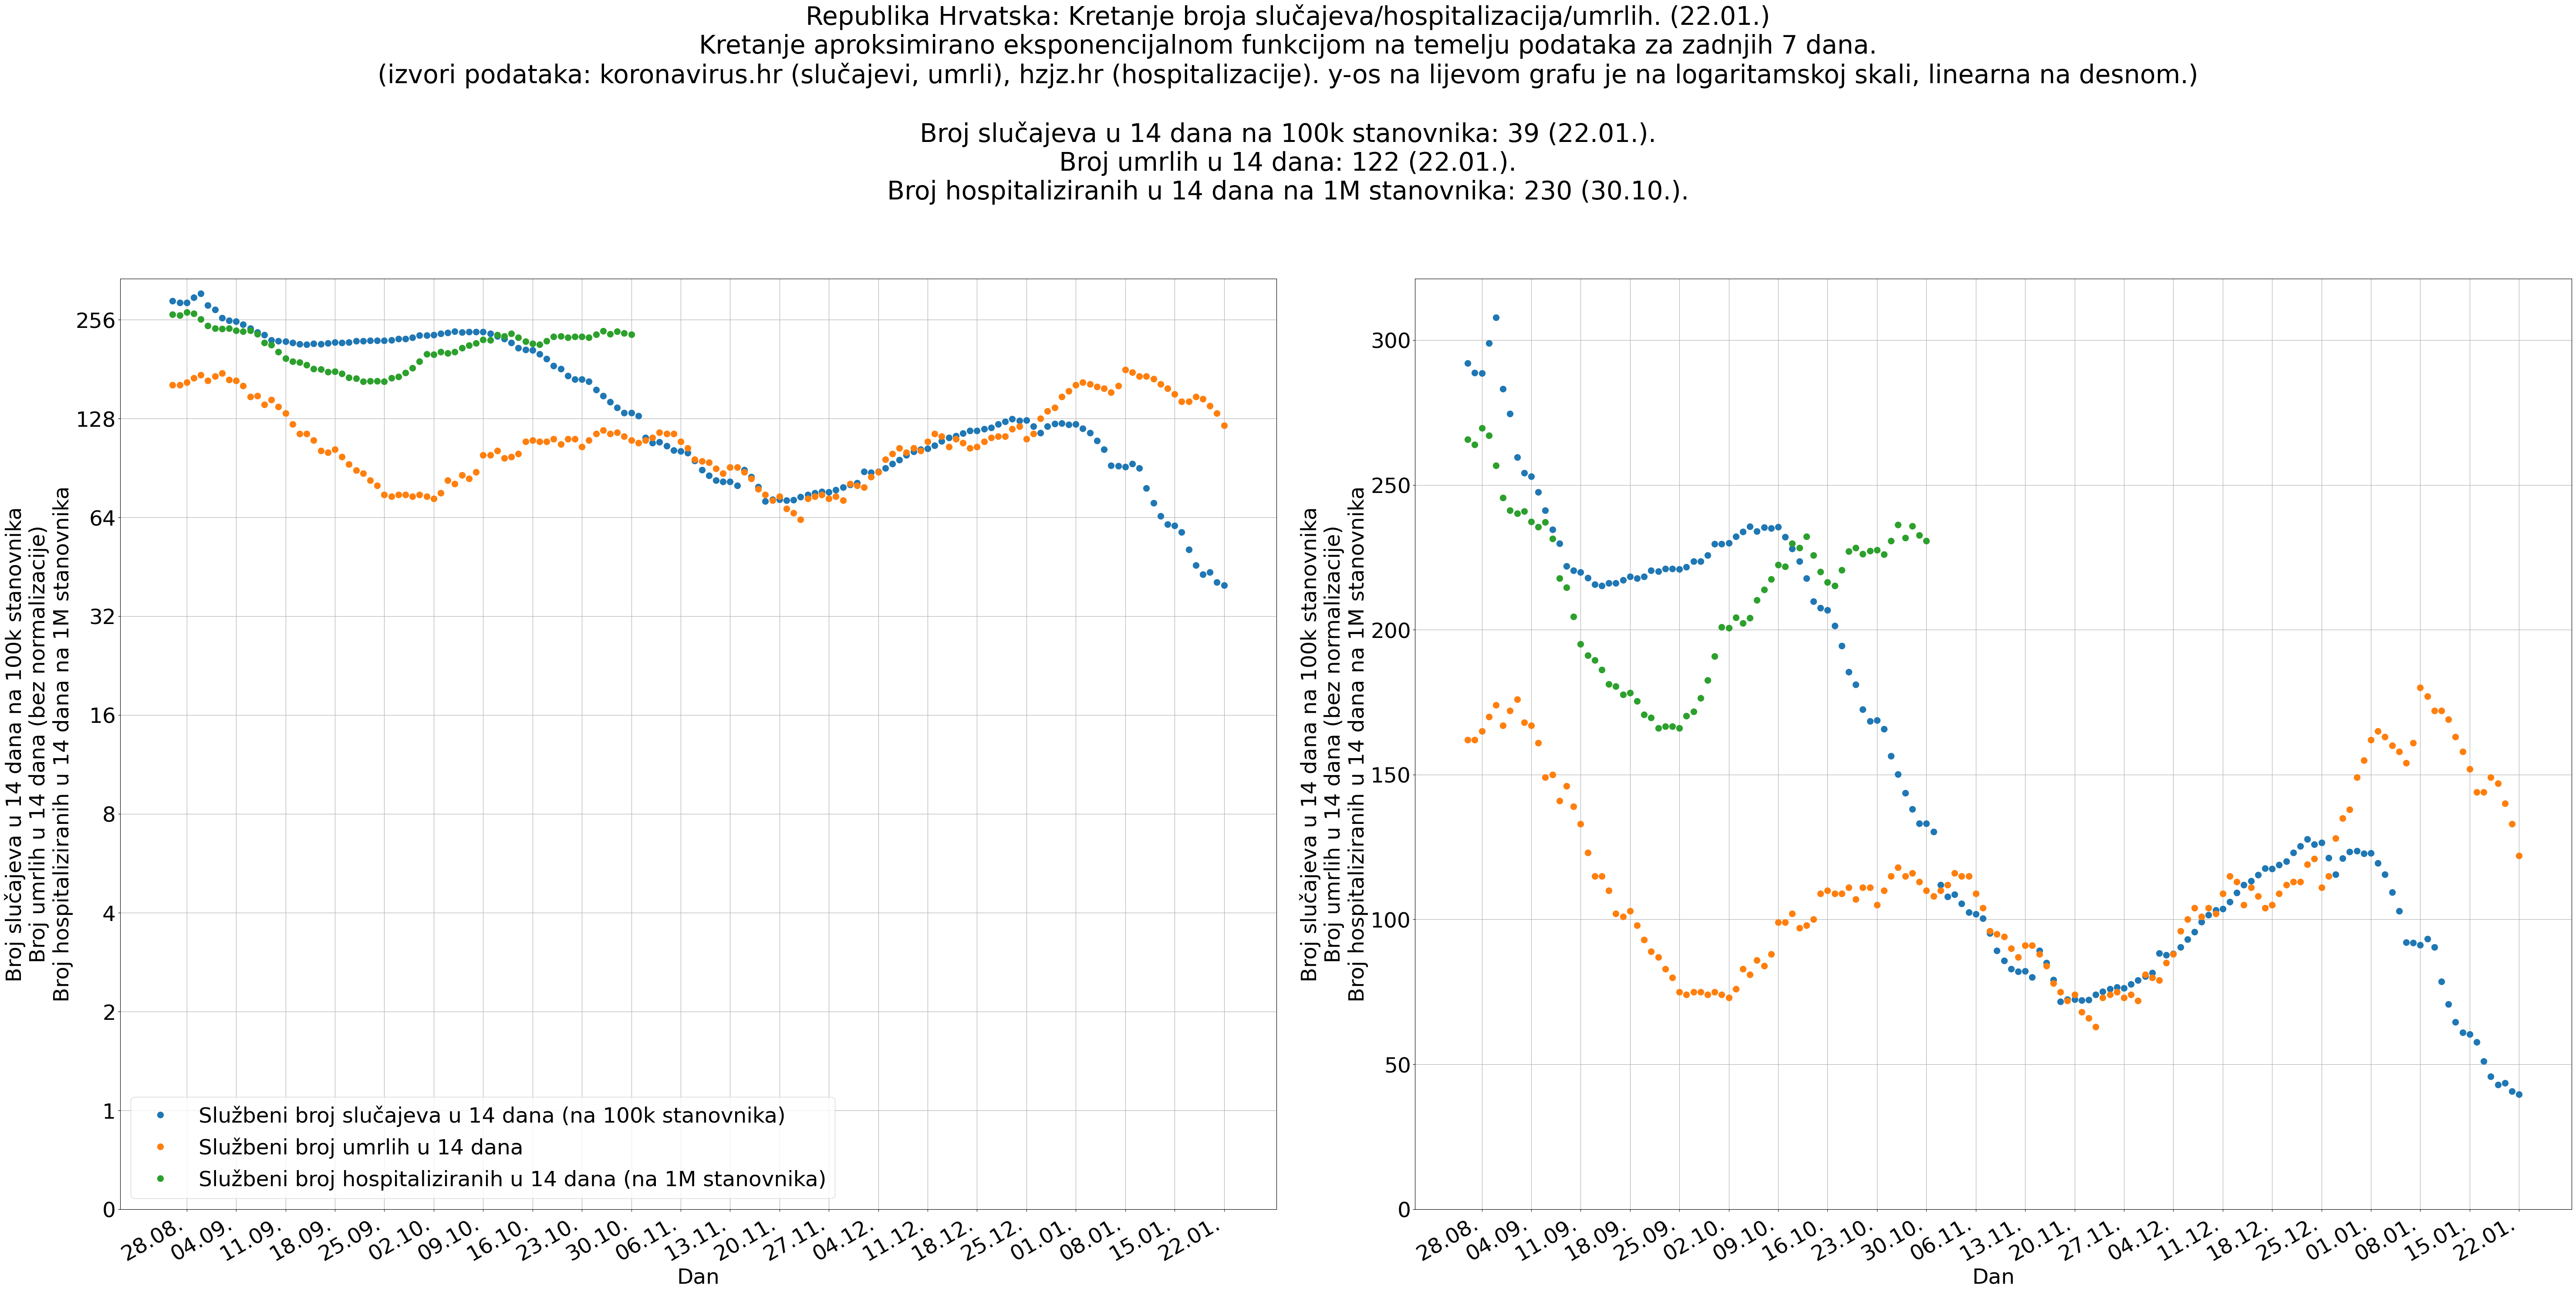 Republika Hrvatska: Kretanje broja slučajeva/hospitalizacija/umrlih. (22.01.)
Kretanje aproksimirano eksponencijalnom funkcijom na temelju podataka za zadnjih 7 dana.
(izvori podataka: koronavirus.hr (slučajevi, umrli), hzjz.hr (hospitalizacije). y-os na lijevom grafu je na logaritamskoj skali, linearna na desnom.)
Broj slučajeva u 14 dana na 100k stanovnika: 39 (22.01.).
Broj umrlih u 14 dana: 122 (22.01.).
Broj hospitaliziranih u 14 dana na 1M stanovnika: 230 (30.10.).
Broj slučajeva u 14 dana na 100k stanovnika
Broj umrlih u 14 dana (bez normalizacije)
Broj hospitaliziranih u 14 dana na 1M stanovnika
256
128
64
32
16
8
4
2
1
0
Službeni broj slučajeva u 14 dana (na 100k stanovnika)
Službeni broj umrlih u 14 dana
Službeni broj hospitaliziranih u 14 dana (na 1M stanovnika)
28.08. 04.09. 11.09. 18.09. 25.09. 02.10. 09.10. 16.10. 23.10. 30.10. 06.11. 13.11. 20.11. 27.11. 04.12. 11.12. 18.12. 25.12. 01.01. 08.01. 15.01. 22.01.
Dan
Broj slučajeva u 14 dana na 100k stanovnika
Broj umrlih u 14 dana (bez normalizacije)
Broj hospitaliziranih u 14 dana na 1M stanovnika
300
250
200
150
100
50
0
28.08. 04.09. 11.09. 18.09. 25.09. 02.10. 09.10. 16.10. 23.10. 30.10. 06.11. 13.11. 20.11. 27.11. 04.12. 11.12. 18.12. 25.12. 01.01. 08.01. 15.01. 22.01.
Dan